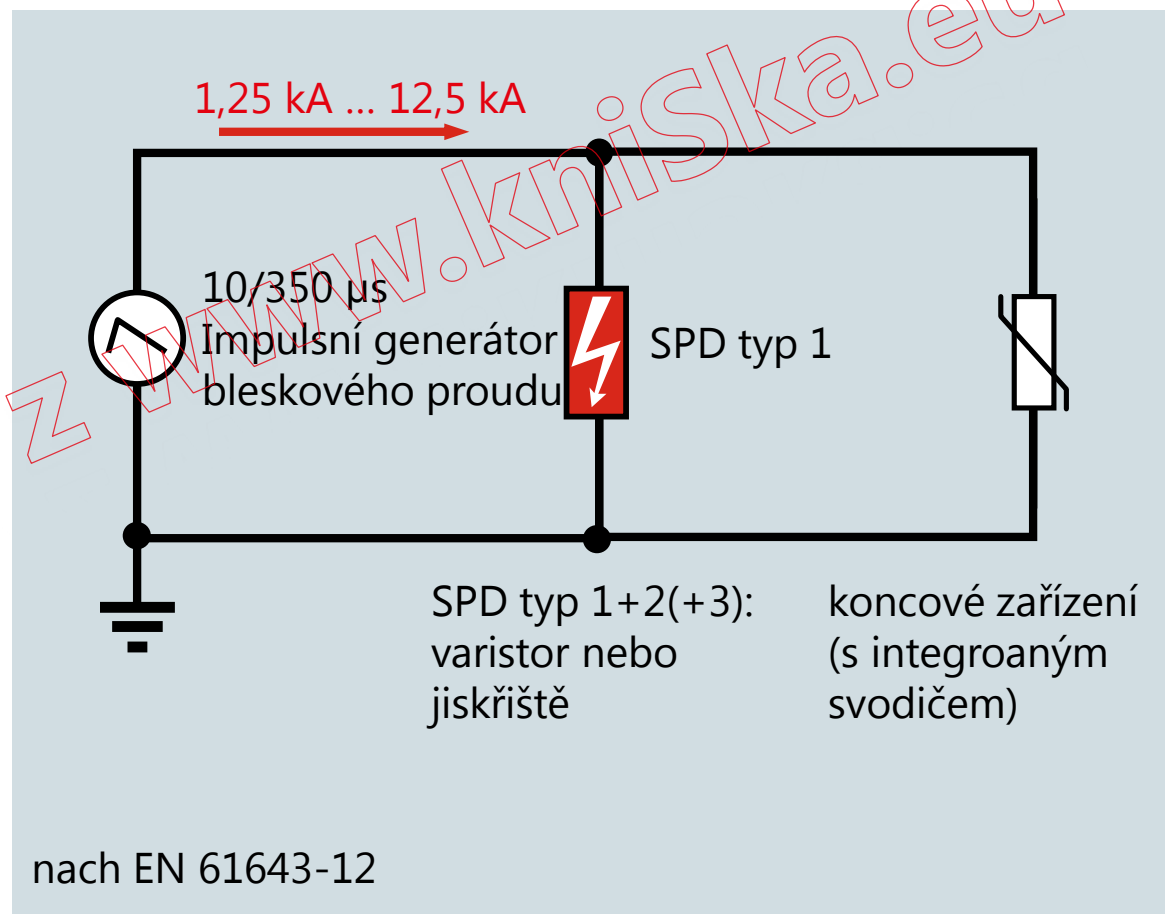 1,25 kA ... 12,5 kA
10/350 µs
Impulsní generátor
bleskového proudu
SPD typ 1
SPD typ 1+2(+3):
varistor nebo
jiskřiště
koncové zařízení
(s integroaným
svodičem)
nach EN 61643-12
z www.kniSka.eu